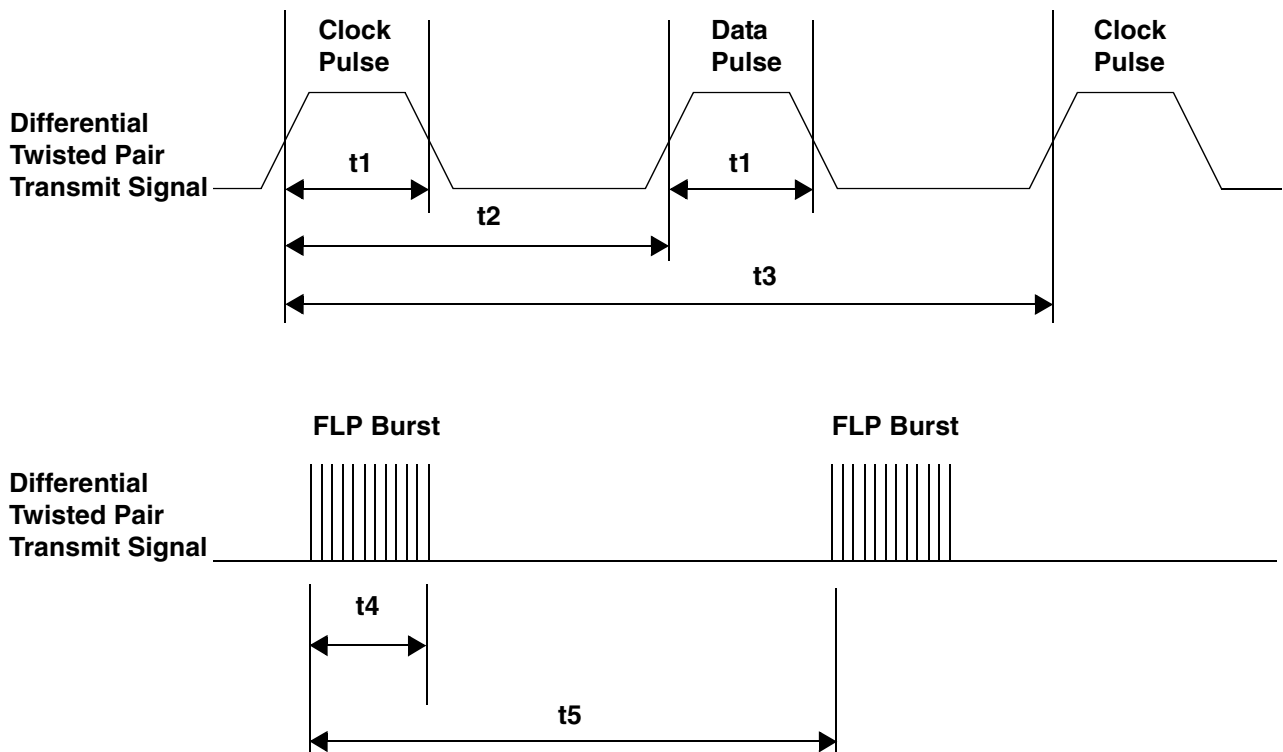 Clock
Pulse
Data
Pulse
Clock
Pulse
Differential
Twisted Pair
Transmit Signal
t1
t1
t2
t3
FLP Burst
FLP Burst
Differential
Twisted Pair
Transmit Signal
t4
t5